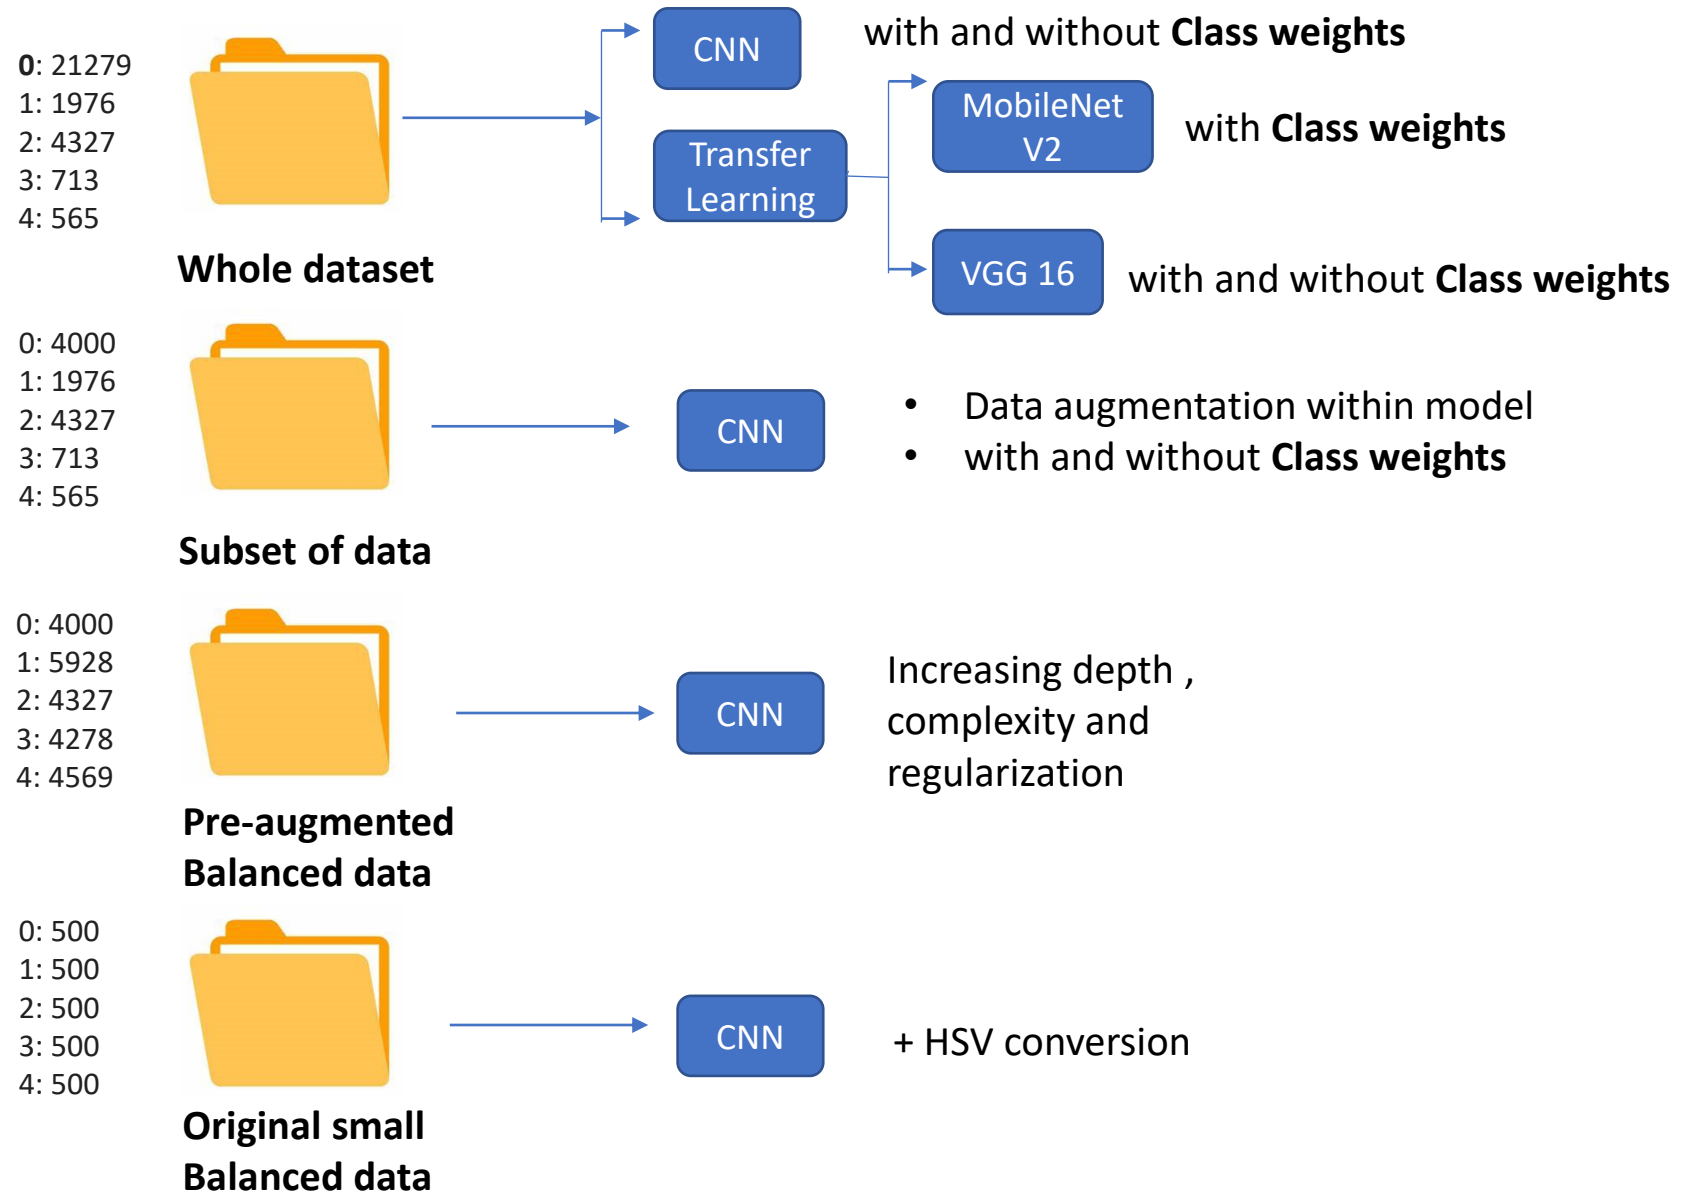 0: 21279
1: 1976
2: 4327
3: 713
4: 565
Whole dataset
CNN
with and without Class weights
Transfer
Learning
MobileNet
V2
with Class weights
VGG 16
with and without Class weights
0: 4000
1: 1976
2: 4327
3: 713
4: 565
Subset of data
CNN
• Data augmentation within model
• with and without Class weights
0: 4000
1: 5928
2: 4327
3: 4278
4: 4569
Pre-augmented
Balanced data
CNN
Increasing depth ,
complexity and
regularization
0: 500
1: 500
2: 500
3: 500
4: 500
Original small
Balanced data
CNN
+ HSV conversion